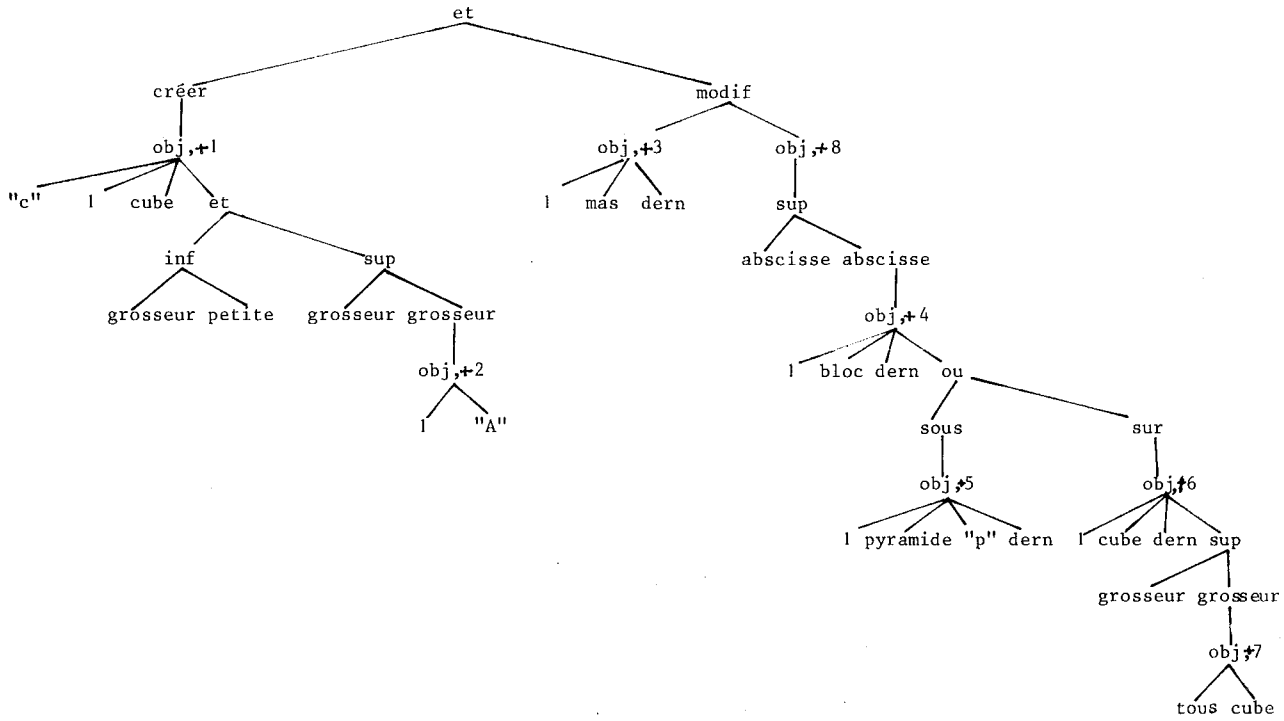 et
créer modif
obj,+1 obj,+3 obj,+8
"c" 1 cube et 1 mas dern sup
inf sup abscisse abscisse
grosseur petite grosseur grosseur obj,+4
obj,+2 1 bloc dern ou
1 "A" sous sur
obj,+5 obj,+6
1 pyramide "p" dern 1 cube dern sup
grosseur grosseur
obj,+7
tous cube